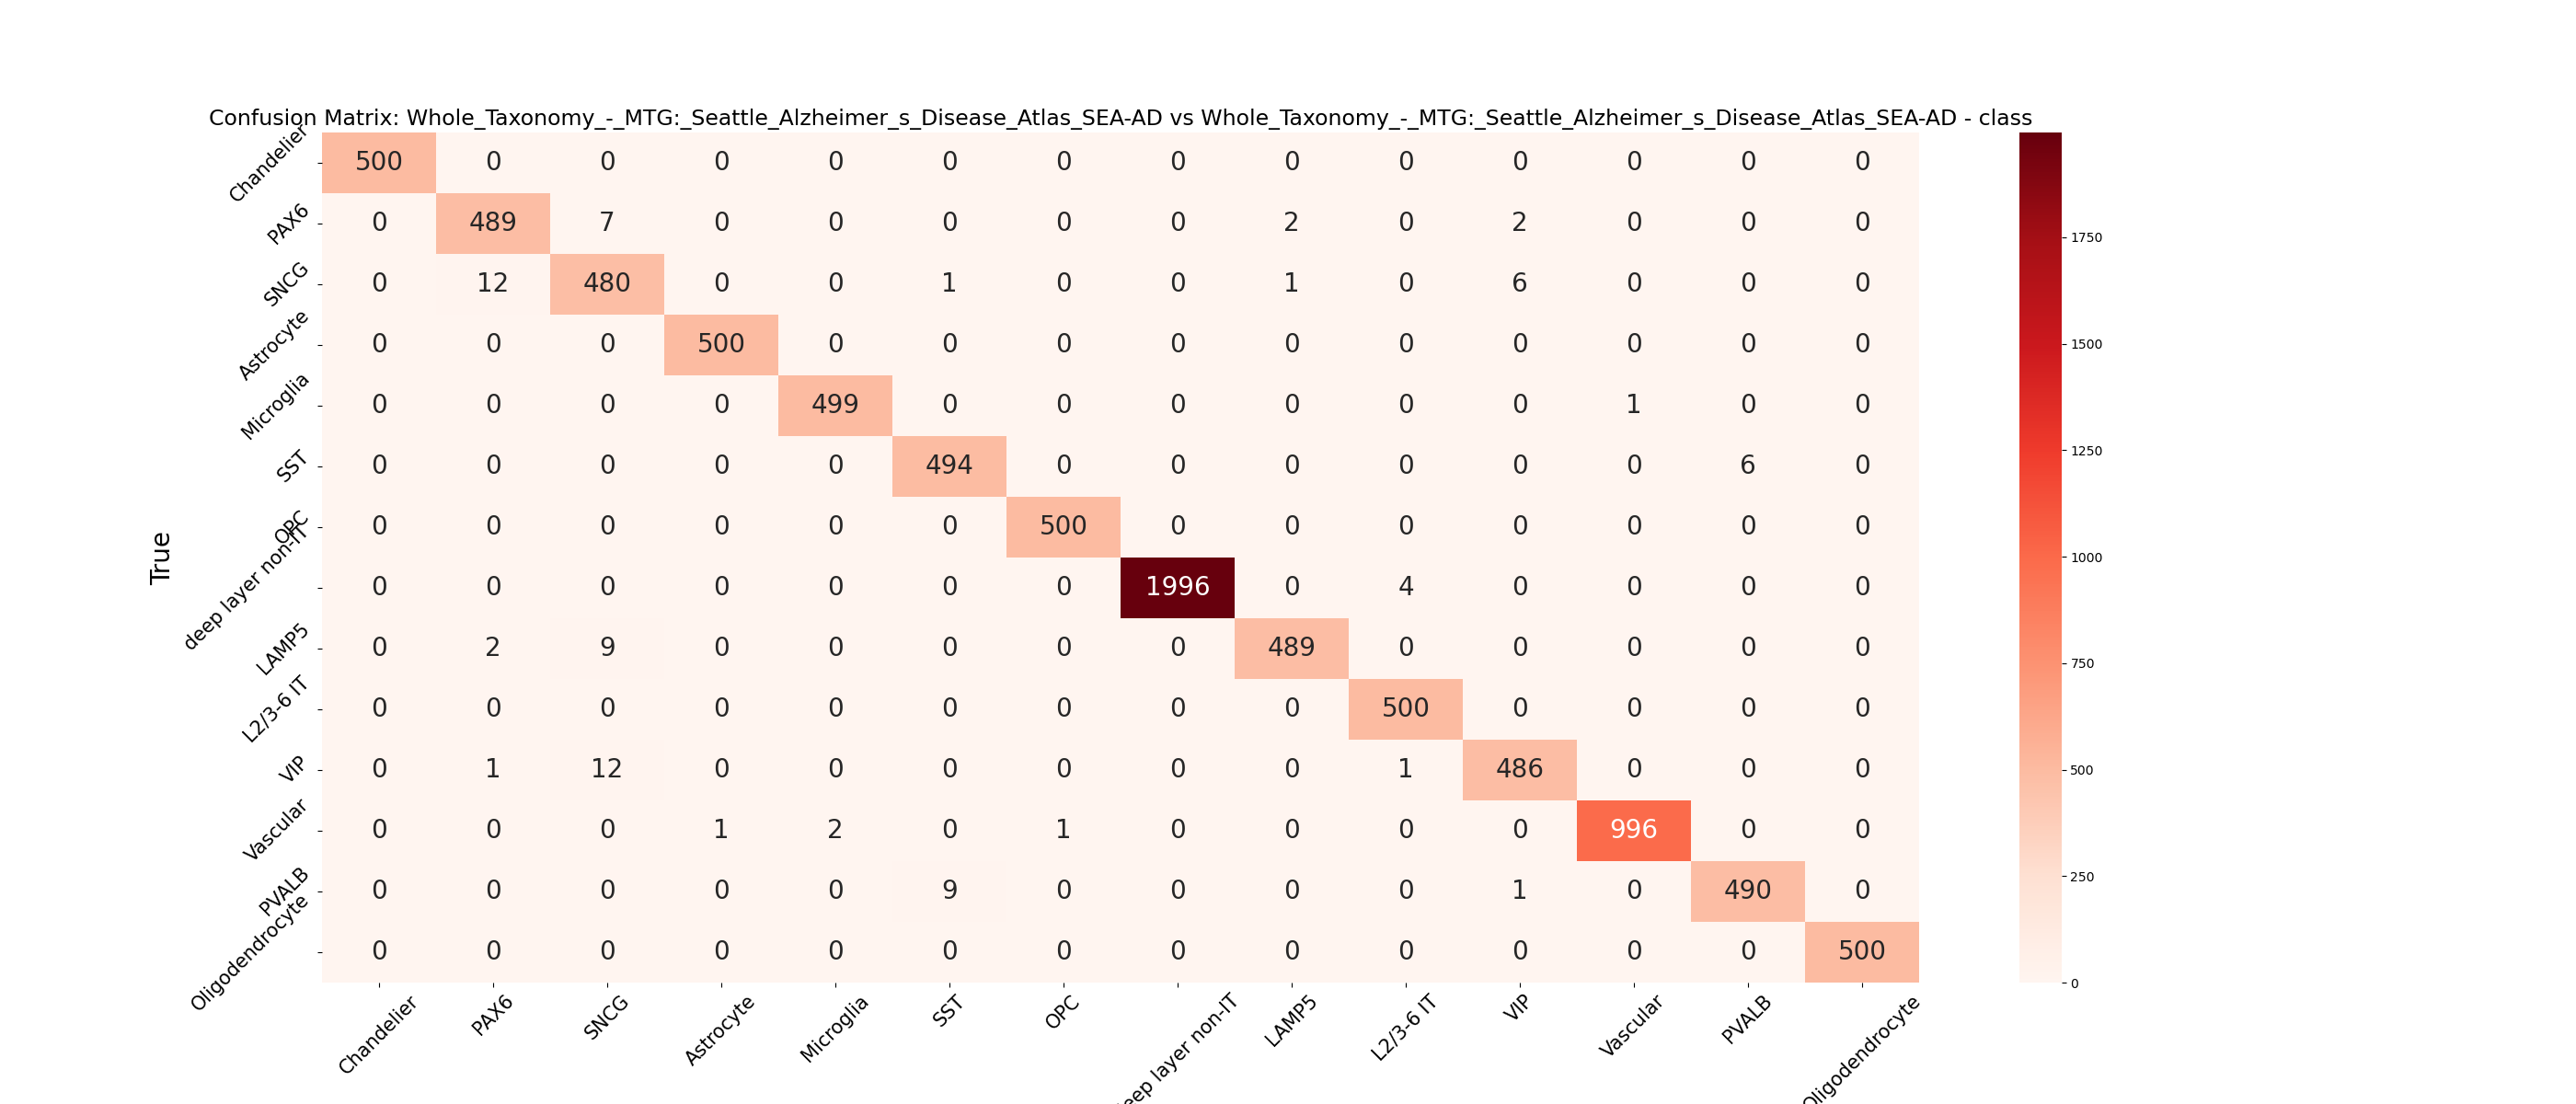 Confusion Matrix: Whole_Taxonomy_-_MTG:_Seattle_Alzheimer_s_Disease_Atlas_SEA-AD vs Whole_Taxonomy_-_MTG:_Seattle_Alzheimer_s_Disease_Atlas_SEA-AD - class
True
Chandelier 500 0 0 0 0 0 0 0 0 0 0 0 0 0
PAX6 0 489 7 0 0 0 0 0 2 0 2 0 0 0
SNCG 0 12 480 0 0 1 0 0 1 0 6 0 0 0
Astrocyte 0 0 0 500 0 0 0 0 0 0 0 0 0 0
Microglia 0 0 0 0 499 0 0 0 0 0 0 1 0 0
SST 0 0 0 0 0 494 0 0 0 0 0 0 6 0
OPC 0 0 0 0 0 0 500 0 0 0 0 0 0 0
deep layer non-IT 0 0 0 0 0 0 0 1996 0 4 0 0 0 0
LAMP5 0 2 9 0 0 0 0 0 489 0 0 0 0 0
L2/3-6 IT 0 0 0 0 0 0 0 0 0 500 0 0 0 0
VIP 0 1 12 0 0 0 0 0 0 1 486 0 0 0
Vascular 0 0 0 1 2 0 1 0 0 0 0 996 0 0
PVALB 0 0 0 0 0 9 0 0 0 0 1 0 490 0
Oligodendrocyte 0 0 0 0 0 0 0 0 0 0 0 0 0 500
Chandelier PAX6 SNCG Astrocyte Microglia SST OPC layer non-IT LAMP5 L2/3-6 IT VIP Vascular PVALB Oligodendrocyte
1750
1500
1250
1000
750
500
250
0